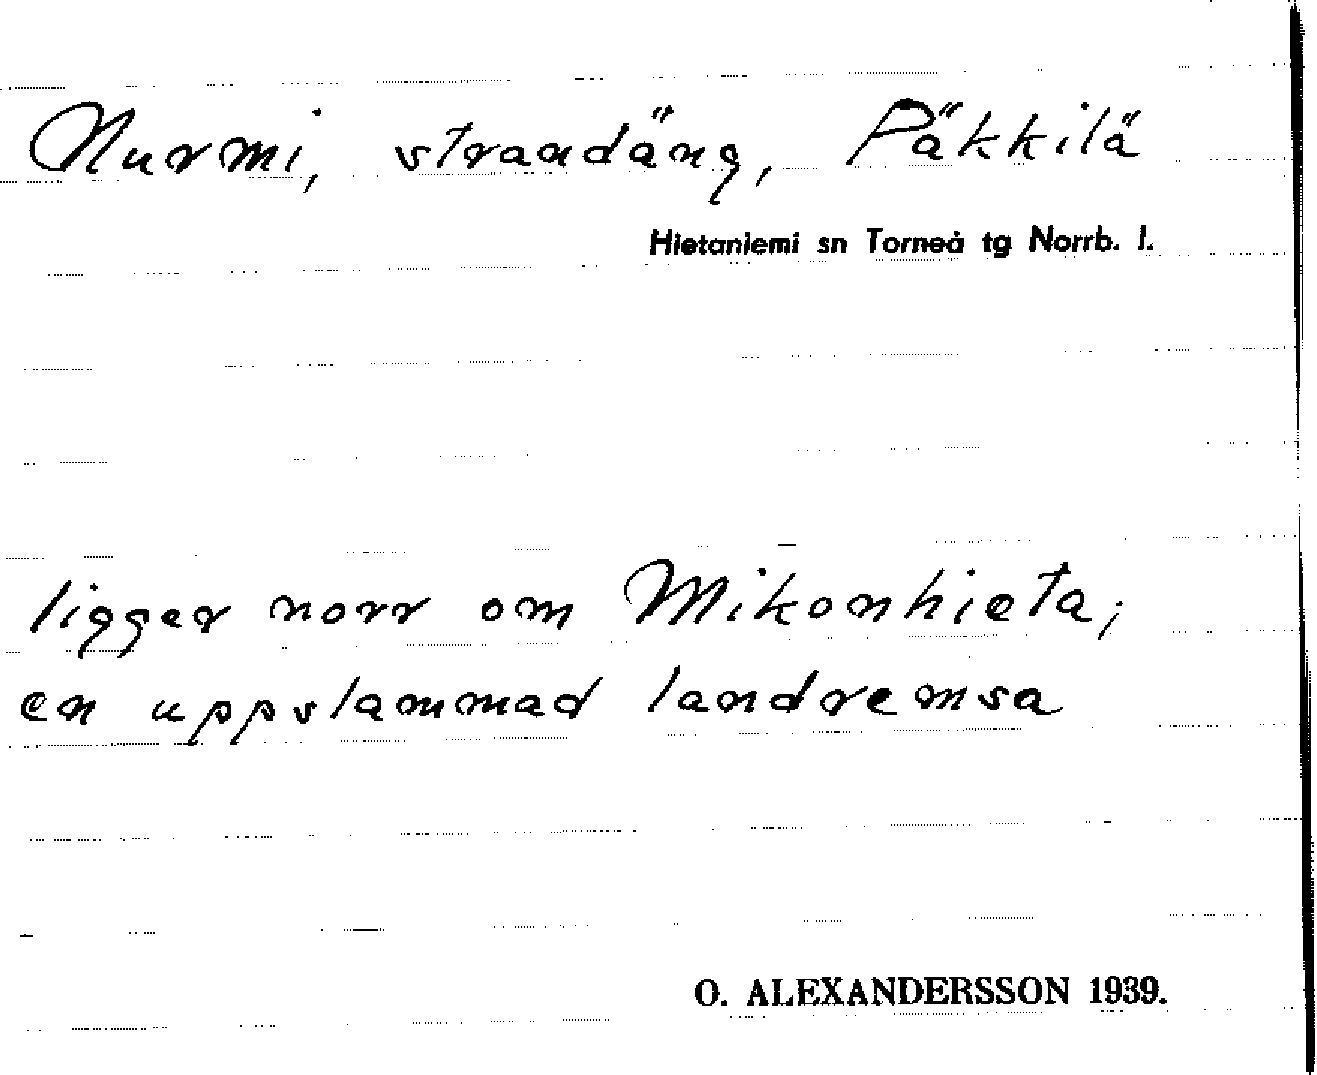 Nurmi, strandäng, Päkkilä
Hietaniemi sn Torneå tg Norrb. l.
ligger norr om Mikonhieta;
en uppslammad landremsa
O. ALEXANDERSSON 1939.